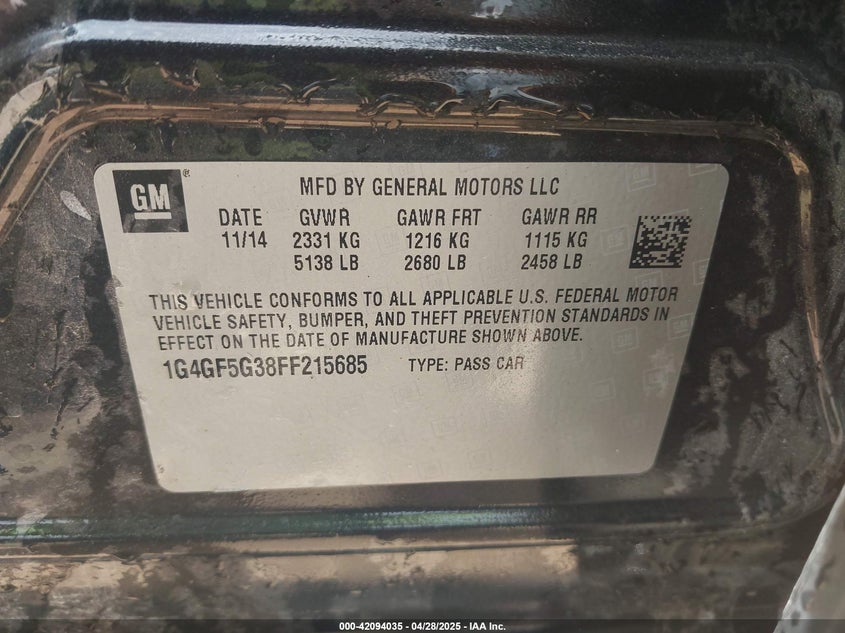 GM
MFD BY GENERAL MOTORS LLC
DATE GVWR GAWR FRT GAWR RR
11/14 2331 KG 1216 KG 1115 KG
5138 LB 2680 LB 2458 LB
THIS VEHICLE CONFORMS TO ALL APPLICABLE U.S. FEDERAL MOTOR
VEHICLE SAFETY, BUMPER, AND THEFT PREVENTION STANDARDS IN
EFFECT ON THE DATE OF MANUFACTURE SHOWN ABOVE.
1G4GF5G38FF215685 TYPE: PASS CAR
000-42094035 - 04/28/2025 - IAA Inc.